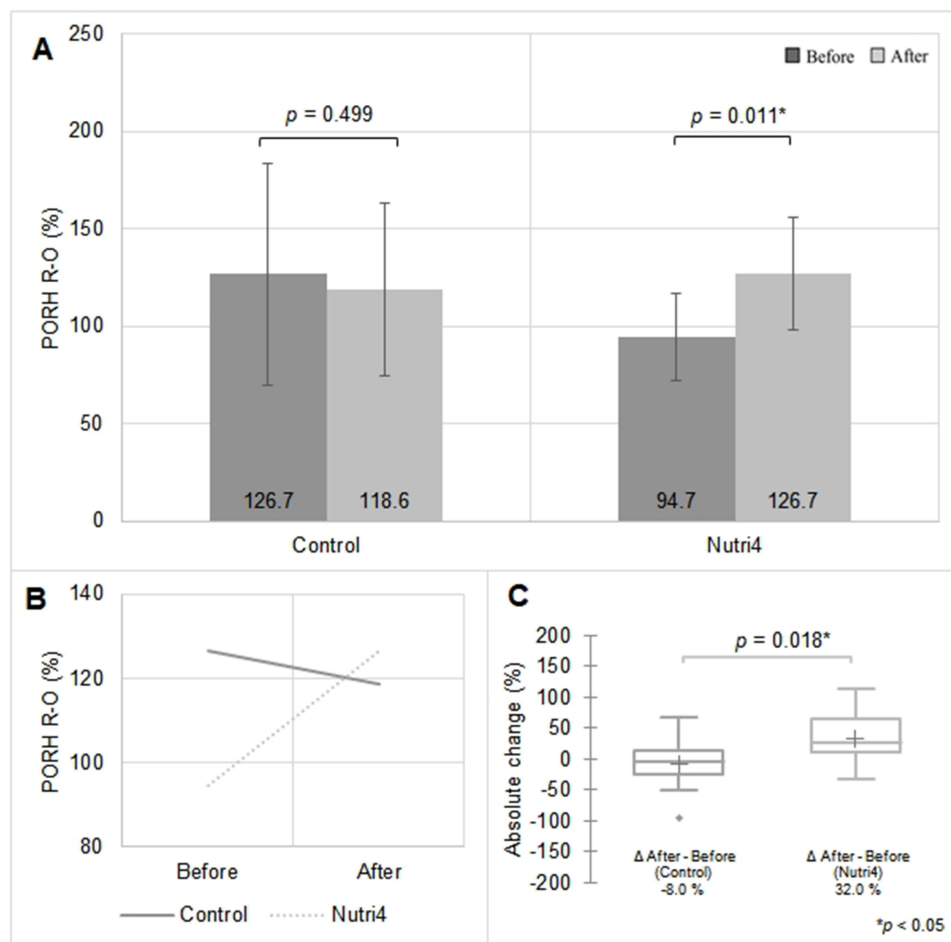 A
250
Before After
p = 0.499
p = 0.011*
200
150
100
50
0
PORH R-O (%)
126.7 118.6 94.7 126.7
Control Nutri4
B
140
120
100
80
PORH R-O (%)
Before After
Control Nutri4
C
200
150
100
50
0
-50
-100
-150
-200
Absolute change (%)
p = 0.018*
Δ After - Before
(Control)
-8.0 %
Δ After - Before
(Nutri4)
32.0 %
*p < 0.05